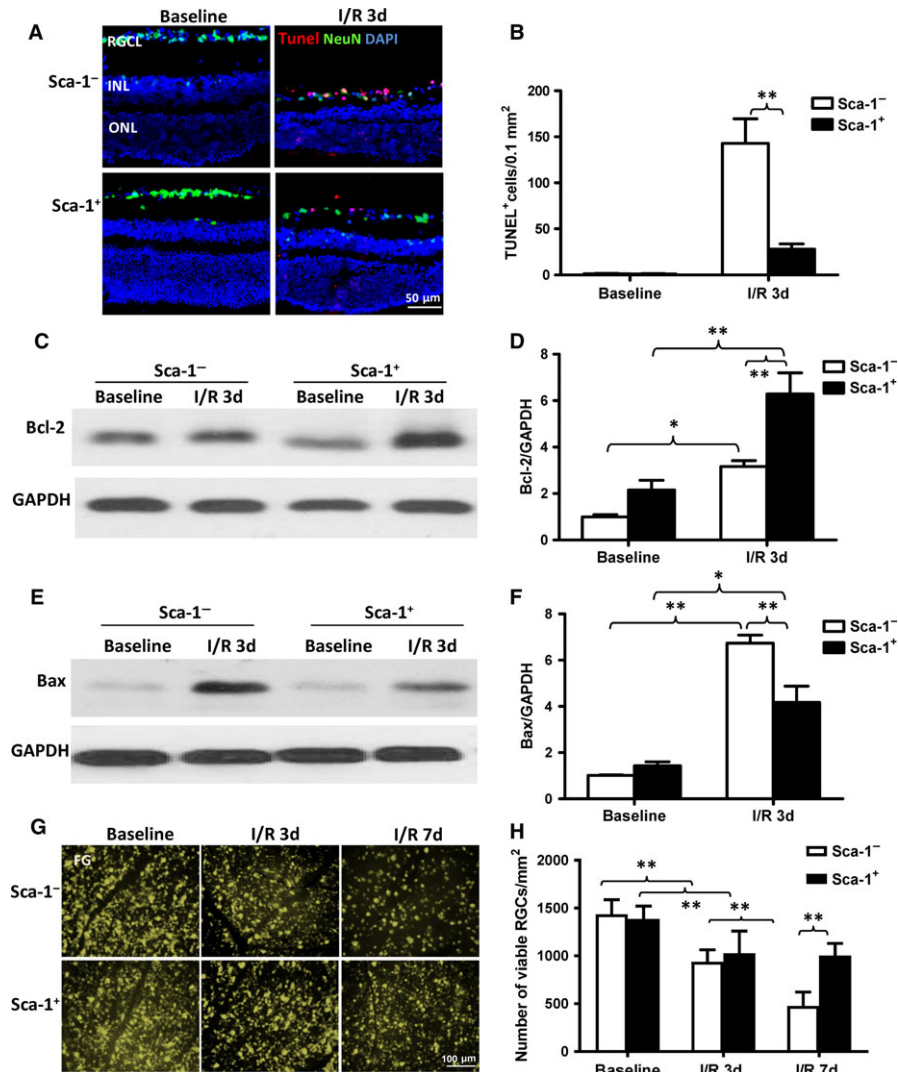 A
Baseline
I/R 3d
RGCL
INL
ONL
Tunel NeuN DAPI
Sca-1⁻
Sca-1⁺
50 µm
B
TUNEL⁺cells/0.1 mm²
200
150
100
50
0
**
Sca-1⁻
Sca-1⁺
Baseline
I/R 3d
C
Sca-1⁻
Sca-1⁺
Baseline
I/R 3d
Baseline
I/R 3d
Bcl-2
GAPDH
D
Bcl-2/GAPDH
8
6
4
2
0
**
**
*
Sca-1⁻
Sca-1⁺
Baseline
I/R 3d
E
Sca-1⁻
Sca-1⁺
Baseline
I/R 3d
Baseline
I/R 3d
Bax
GAPDH
F
Bax/GAPDH
8
6
4
2
0
*
**
**
Sca-1⁻
Sca-1⁺
Baseline
I/R 3d
G
Baseline
I/R 3d
I/R 7d
FG
Sca-1⁻
Sca-1⁺
100 µm
H
Number of viable RGCs/mm²
2000
1500
1000
500
0
**
**
**
**
Sca-1⁻
Sca-1⁺
Baseline
I/R 3d
I/R 7d